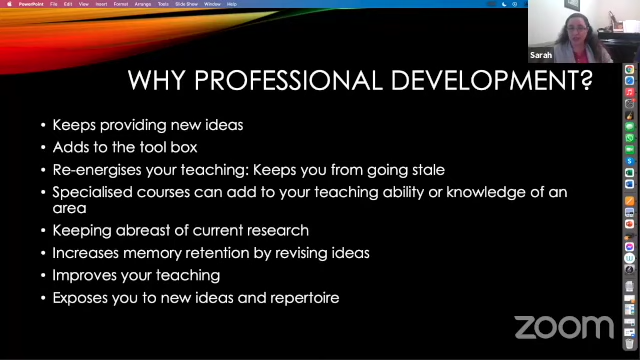 PowerPoint File Edit View Insert Format Arrange Tools Slide Show Window
Sarah
WHY PROFESSIONAL DEVELOPMENT?
• Keeps providing new ideas
• Adds to the tool box
• Re-energises your teaching: Keeps you from going stale
• Specialised courses can add to your teaching ability or knowledge of an
area
• Keeping abreast of current research
• Increases memory retention by revising ideas
• Improves your teaching
• Exposes you to new ideas and repertoire
zoom